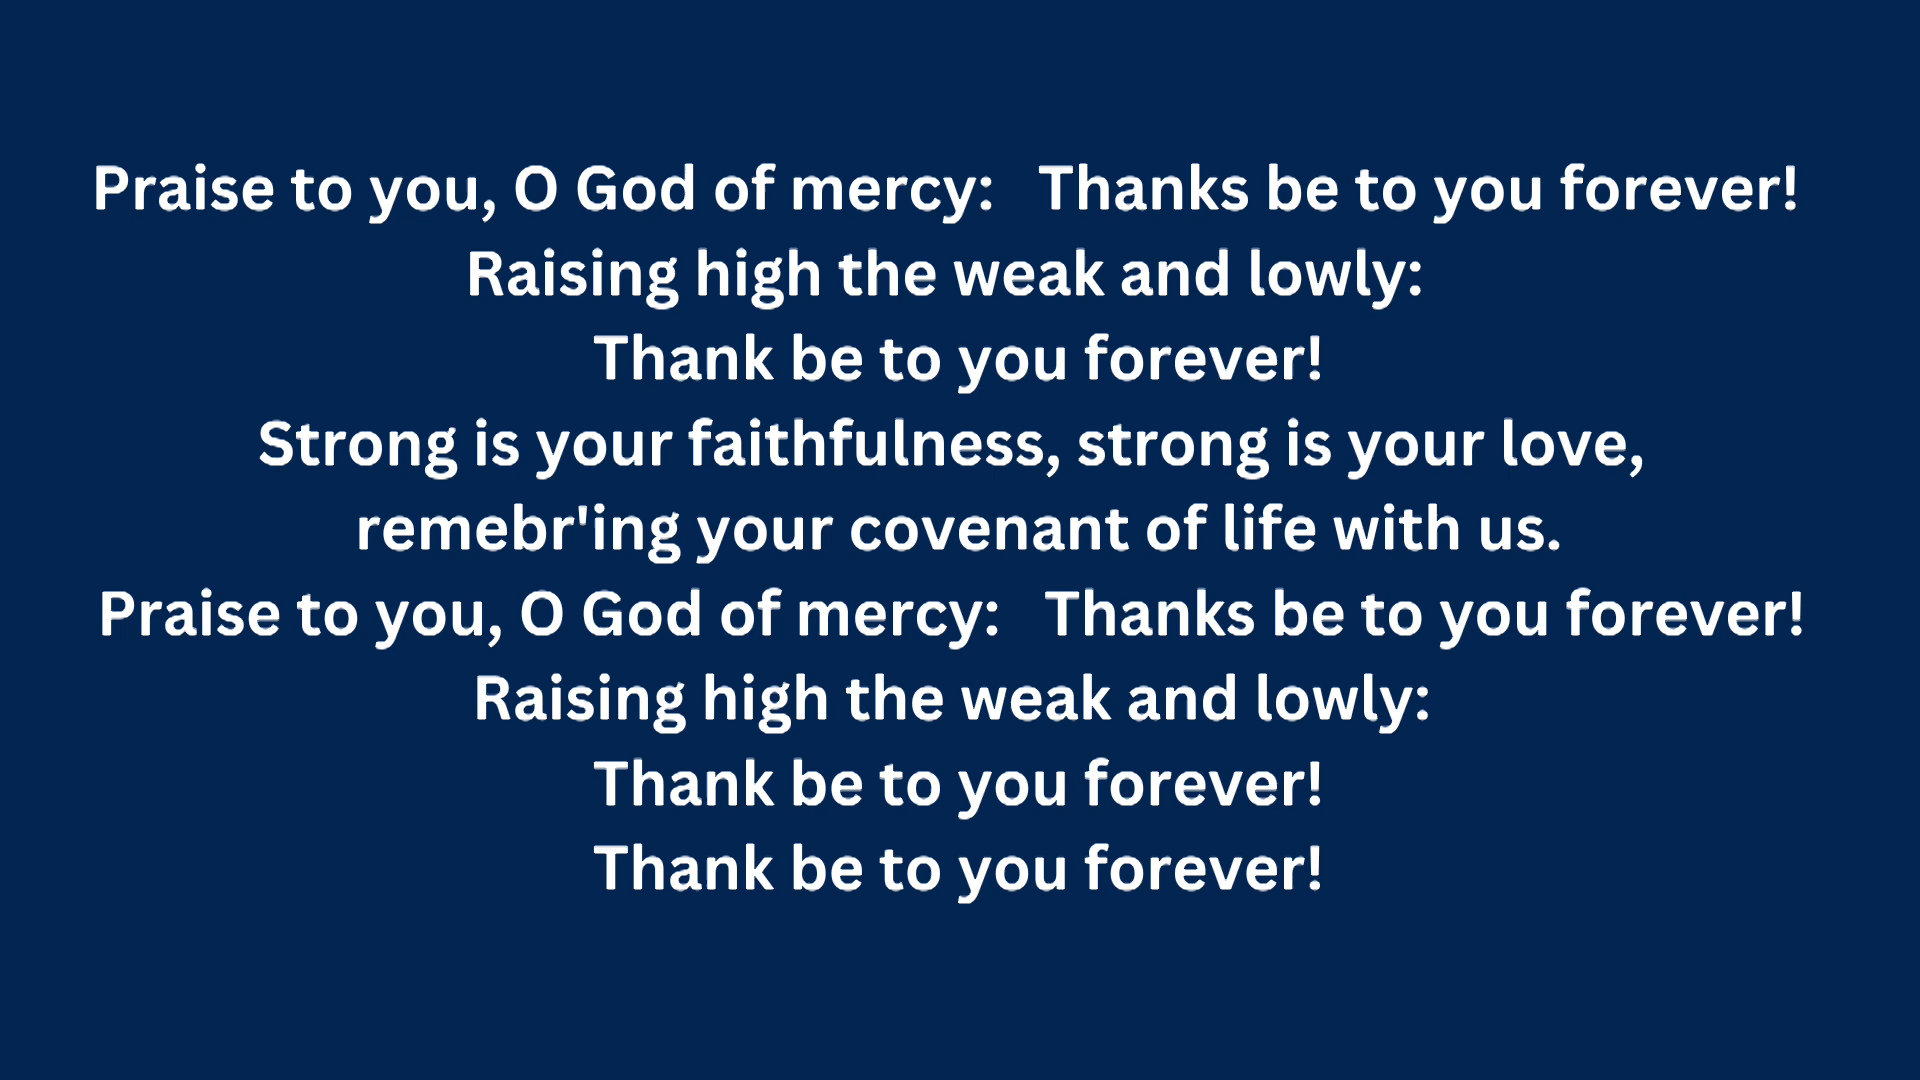 Praise to you, O God of mercy:   Thanks be to you forever!
Raising high the weak and lowly:
Thank be to you forever!
Strong is your faithfulness, strong is your love,
remebr'ing your covenant of life with us.
Praise to you, O God of mercy:   Thanks be to you forever!
Raising high the weak and lowly:
Thank be to you forever!
Thank be to you forever!